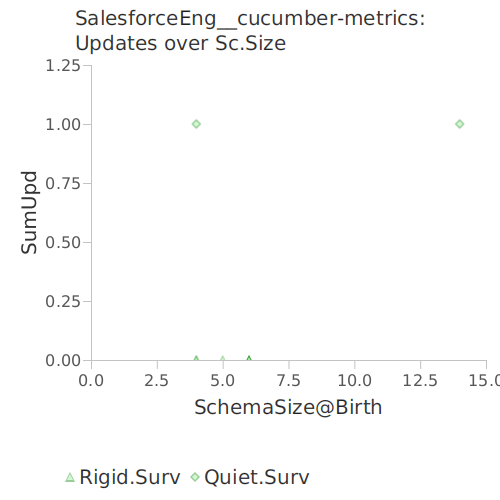 SalesforceEng__cucumber-metrics:
Updates over Sc.Size
1.25
1.00
0.75
0.50
0.25
0.00
SumUpd
0.0 2.5 5.0 7.5 10.0 12.5 15.0
SchemaSize@Birth
Rigid.Surv Quiet.Surv